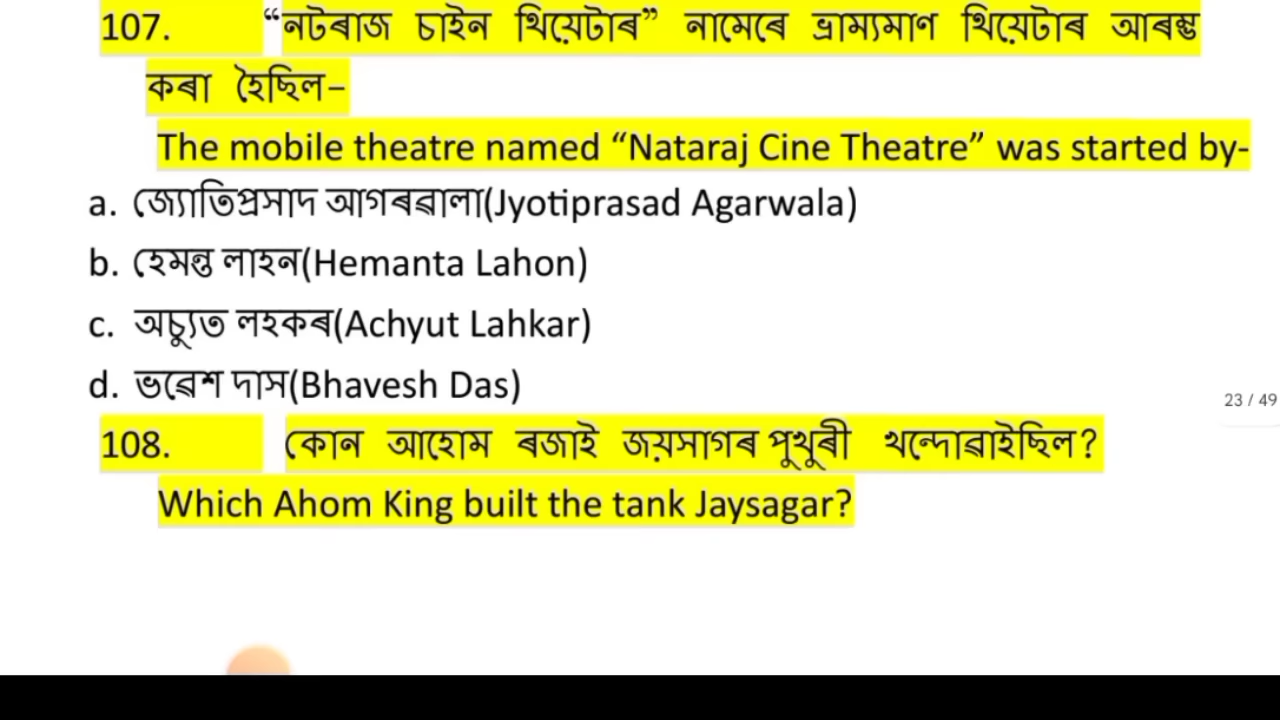 107. “নটৰাজ চাইন থিয়েটাৰ” নামেৰে ভ্ৰাম্যমাণ থিয়েটাৰ আৰম্ভ
কৰা হৈছিল–
The mobile theatre named “Nataraj Cine Theatre” was started by-
a. জ্যোতিপ্ৰসাদ আগৰৱালা(Jyotiprasad Agarwala)
b. হেমন্ত লাহন(Hemanta Lahon)
c. অচ্যুত লহকৰ(Achyut Lahkar)
d. ভৱেশ দাস(Bhavesh Das)
23 / 49
108. কোন আহোম ৰজাই জয়সাগৰ পুখুৰী খন্দোৱাইছিল?
Which Ahom King built the tank Jaysagar?